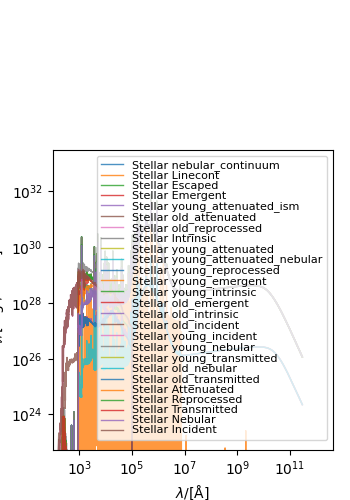 10^32
10^30
10^28
10^26
10^24
Stellar nebular_continuum
Stellar Linecont
Stellar Escaped
Stellar Emergent
Stellar young_attenuated_ism
Stellar old_attenuated
Stellar old_reprocessed
Stellar Intrinsic
Stellar young_attenuated
Stellar young_attenuated_nebular
Stellar young_reprocessed
Stellar young_emergent
Stellar young_intrinsic
Stellar old_emergent
Stellar old_intrinsic
Stellar old_incident
Stellar young_incident
Stellar young_nebular
Stellar young_transmitted
Stellar old_nebular
Stellar old_transmitted
Stellar Attenuated
Stellar Reprocessed
Stellar Transmitted
Stellar Nebular
Stellar Incident
10^3 10^5 10^7 10^9 10^11
λ/[Å]